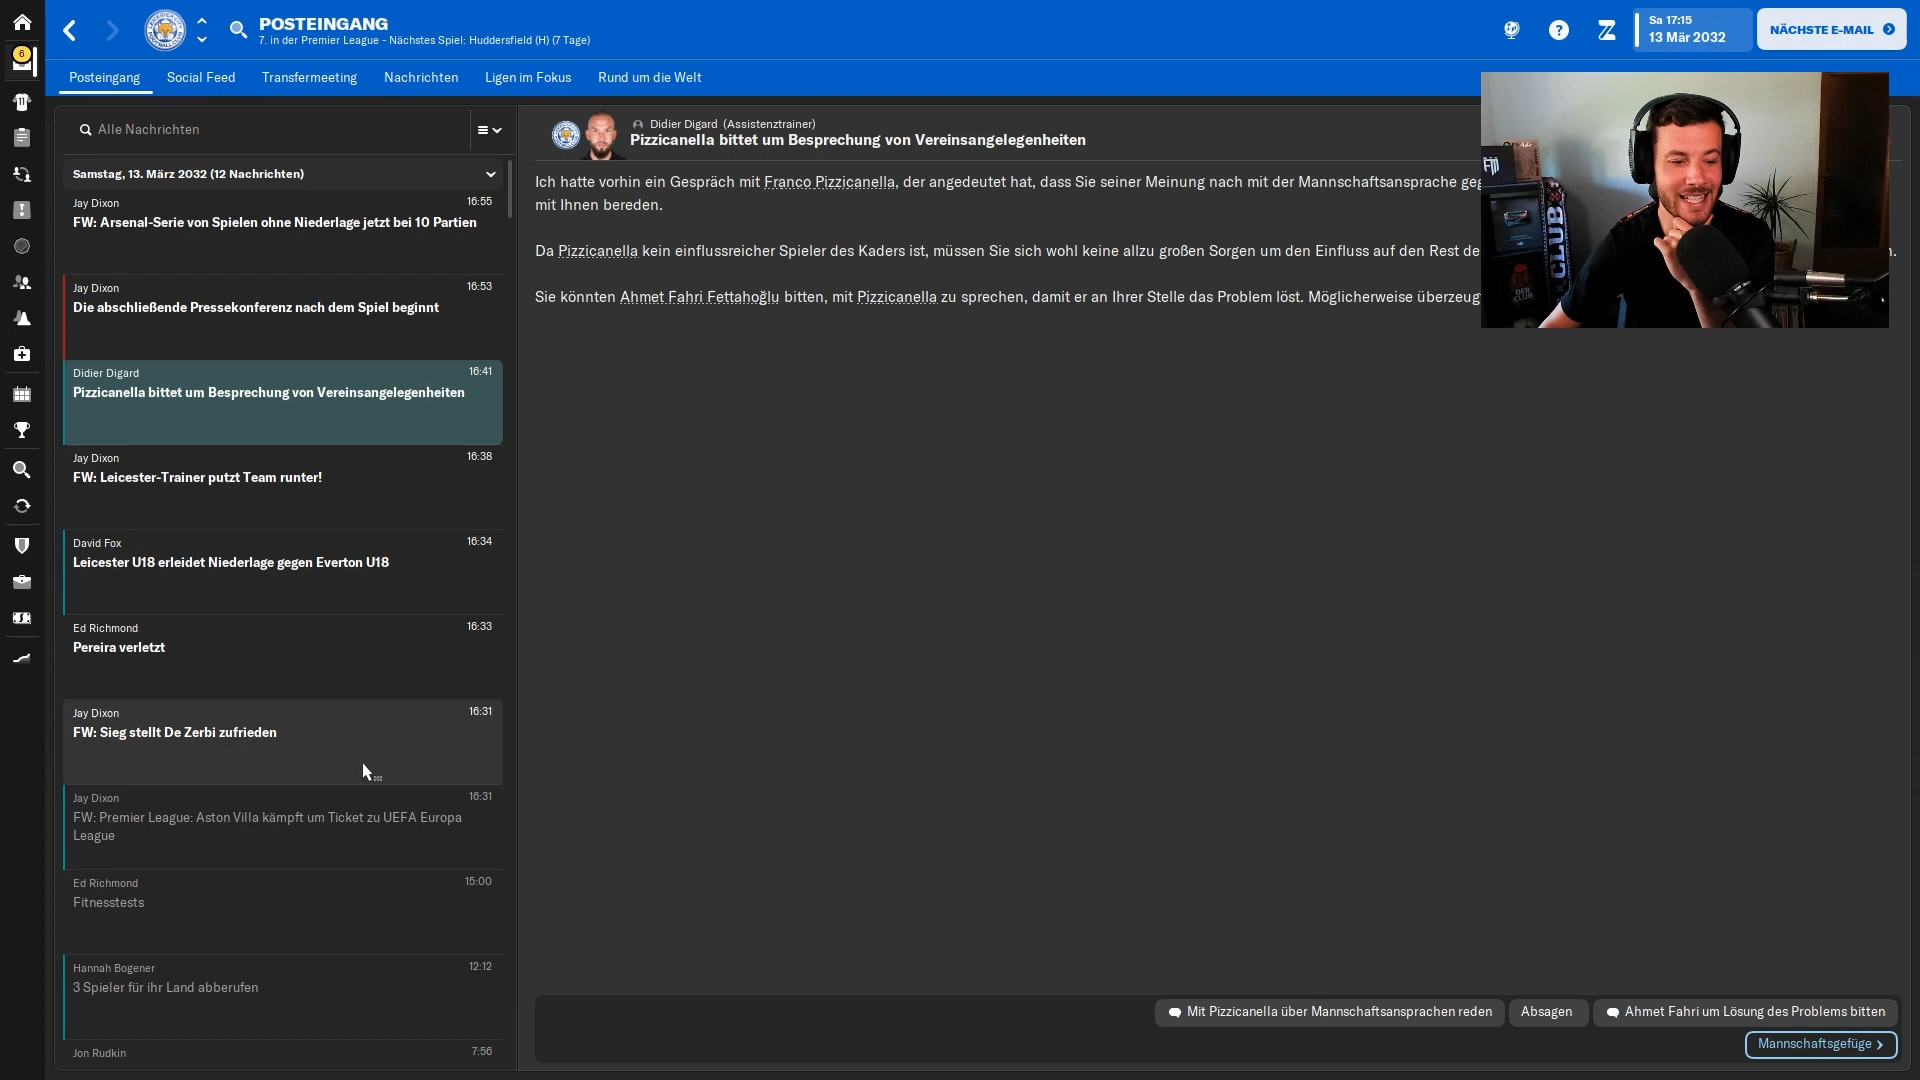 6
POSTEINGANG
7. in der Premier League - Nächstes Spiel: Huddersfield (H) (7 Tage)
Sa 17:15
13 Mär 2032
NÄCHSTE E-MAIL
Posteingang
Social Feed
Transfermeeting
Nachrichten
Ligen im Fokus
Rund um die Welt
Alle Nachrichten
Samstag, 13. März 2032 (12 Nachrichten)
Jay Dixon
16:55
FW: Arsenal-Serie von Spielen ohne Niederlage jetzt bei 10 Partien
Jay Dixon
16:53
Die abschließende Pressekonferenz nach dem Spiel beginnt
Didier Digard
16:41
Pizzicanella bittet um Besprechung von Vereinsangelegenheiten
Jay Dixon
16:38
FW: Leicester-Trainer putzt Team runter!
David Fox
16:34
Leicester U18 erleidet Niederlage gegen Everton U18
Ed Richmond
16:33
Pereira verletzt
Jay Dixon
16:31
FW: Sieg stellt De Zerbi zufrieden
Jay Dixon
16:31
FW: Premier League: Aston Villa kämpft um Ticket zu UEFA Europa
League
Ed Richmond
15:00
Fitnesstests
Hannah Bogener
12:12
3 Spieler für ihr Land abberufen
Jon Rudkin
7:56
Didier Digard (Assistenztrainer)
Pizzicanella bittet um Besprechung von Vereinsangelegenheiten
Ich hatte vorhin ein Gespräch mit Franco Pizzicanella, der angedeutet hat, dass Sie seiner Meinung nach mit der Mannschaftsansprache geg
mit Ihnen bereden.
Da Pizzicanella kein einflussreicher Spieler des Kaders ist, müssen Sie sich wohl keine allzu großen Sorgen um den Einfluss auf den Rest de
Sie könnten Ahmet Fahri Fettahoğlu bitten, mit Pizzicanella zu sprechen, damit er an Ihrer Stelle das Problem löst. Möglicherweise überzeug
CLUB
DER
CLUB
Mit Pizzicanella über Mannschaftsansprachen reden
Absagen
Ahmet Fahri um Lösung des Problems bitten
Mannschaftsgefüge